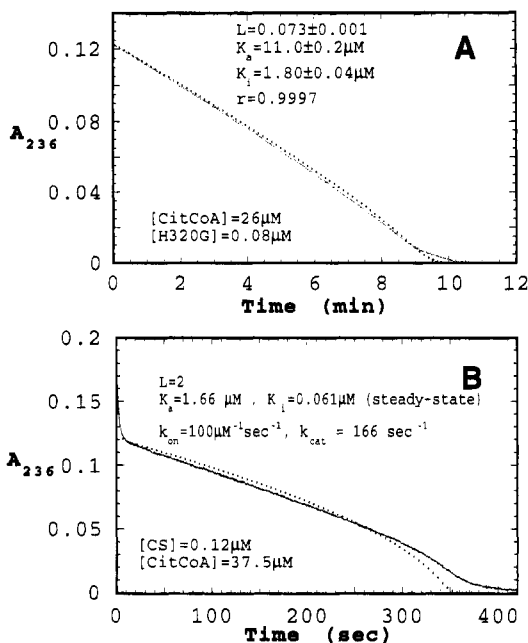 A
L=0.073±0.001
Ka=11.0±0.2µM
Ki=1.80±0.04µM
r=0.9997
[CitCoA]=26µM
[H320G]=0.08µM
A236
0.12
0.08
0.04
0
0 2 4 6 8 10 12
Time (min)
B
L=2
Ka=1.66 µM , Ki=0.061µM (steady-state)
kon=100µM⁻¹sec⁻¹, kcat = 166 sec⁻¹
[CS]=0.12µM
[CitCoA]=37.5µM
A236
0.2
0.15
0.1
0.05
0
0 100 200 300 400
Time (sec)